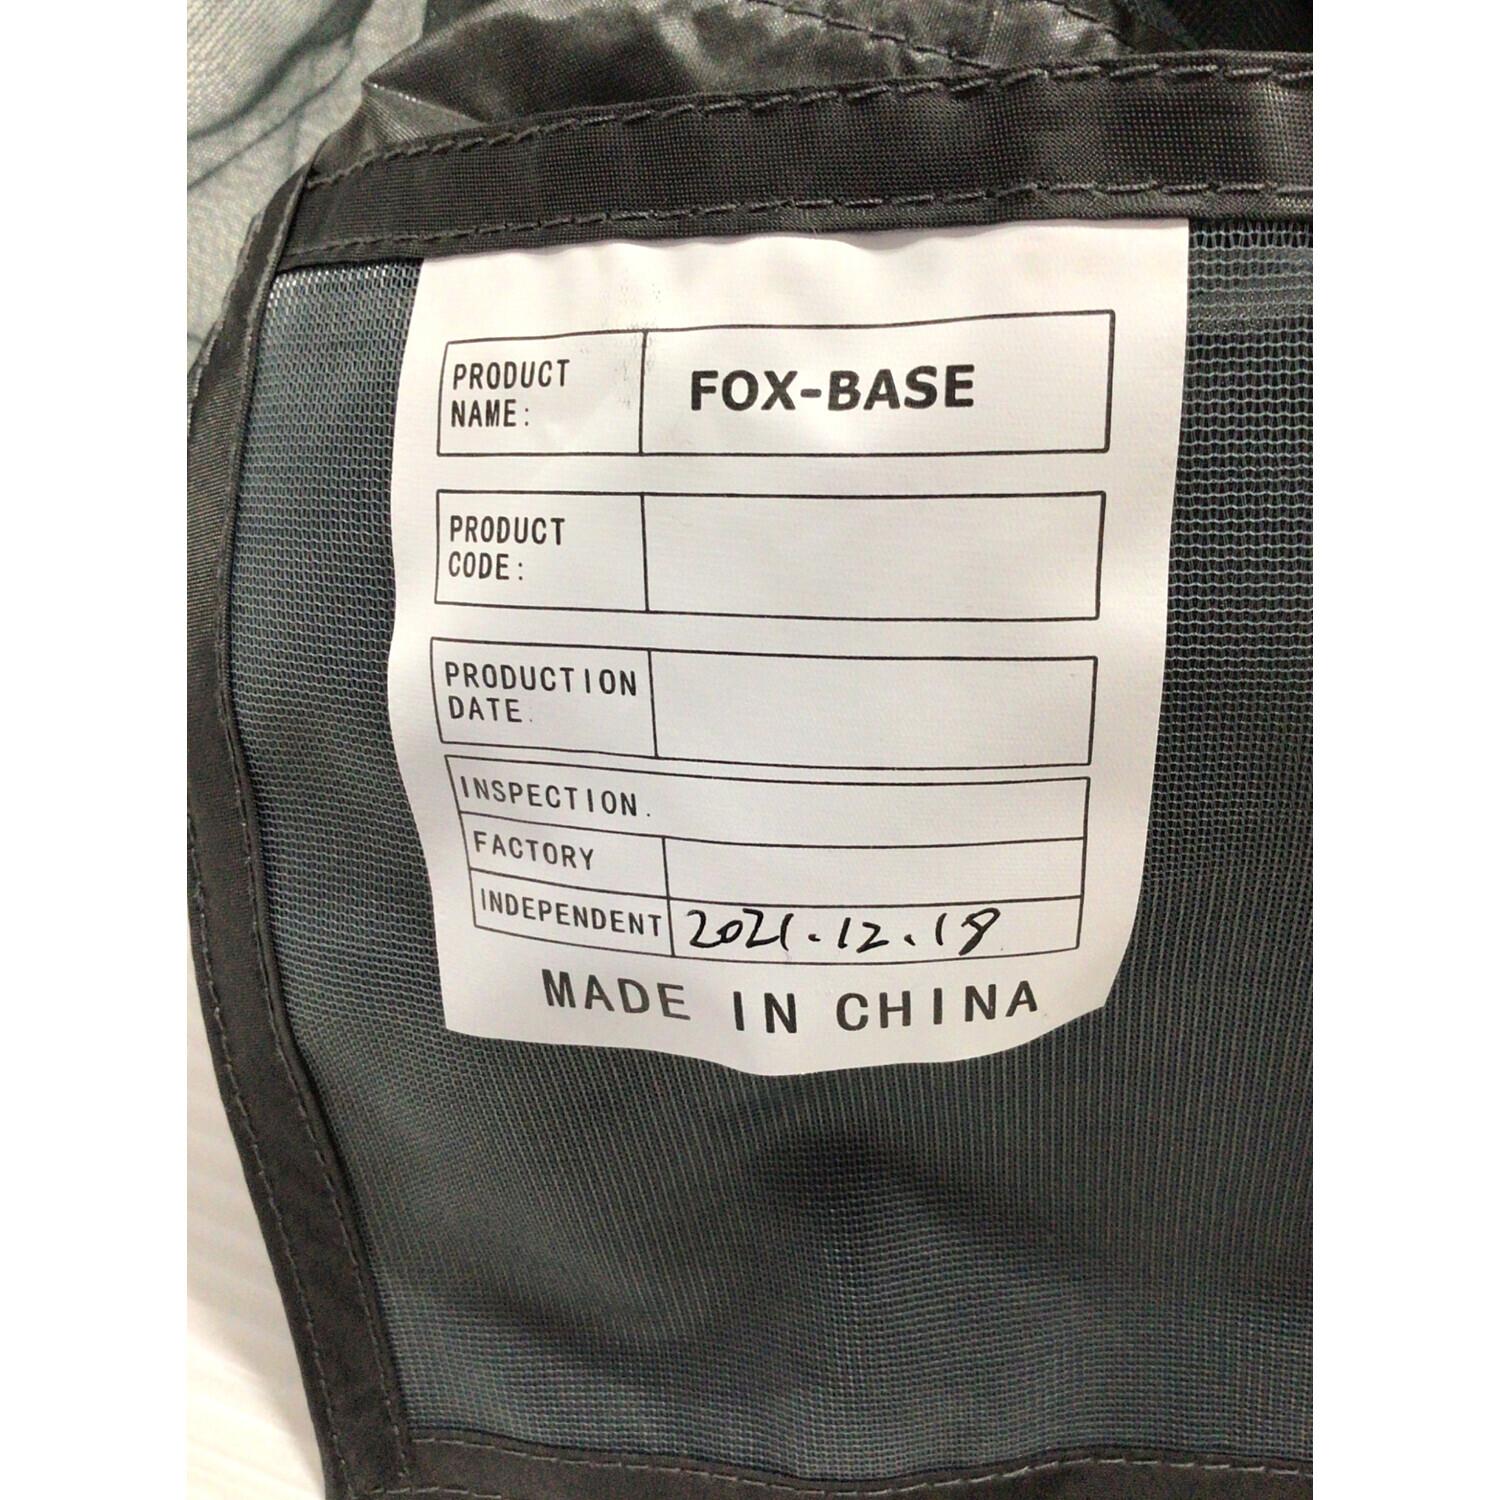 PRODUCT
NAME:
FOX-BASE
PRODUCT
CODE:
PRODUCTION
DATE.
INSPECTION.
FACTORY
INDEPENDENT 2021.12.18
MADE IN CHINA